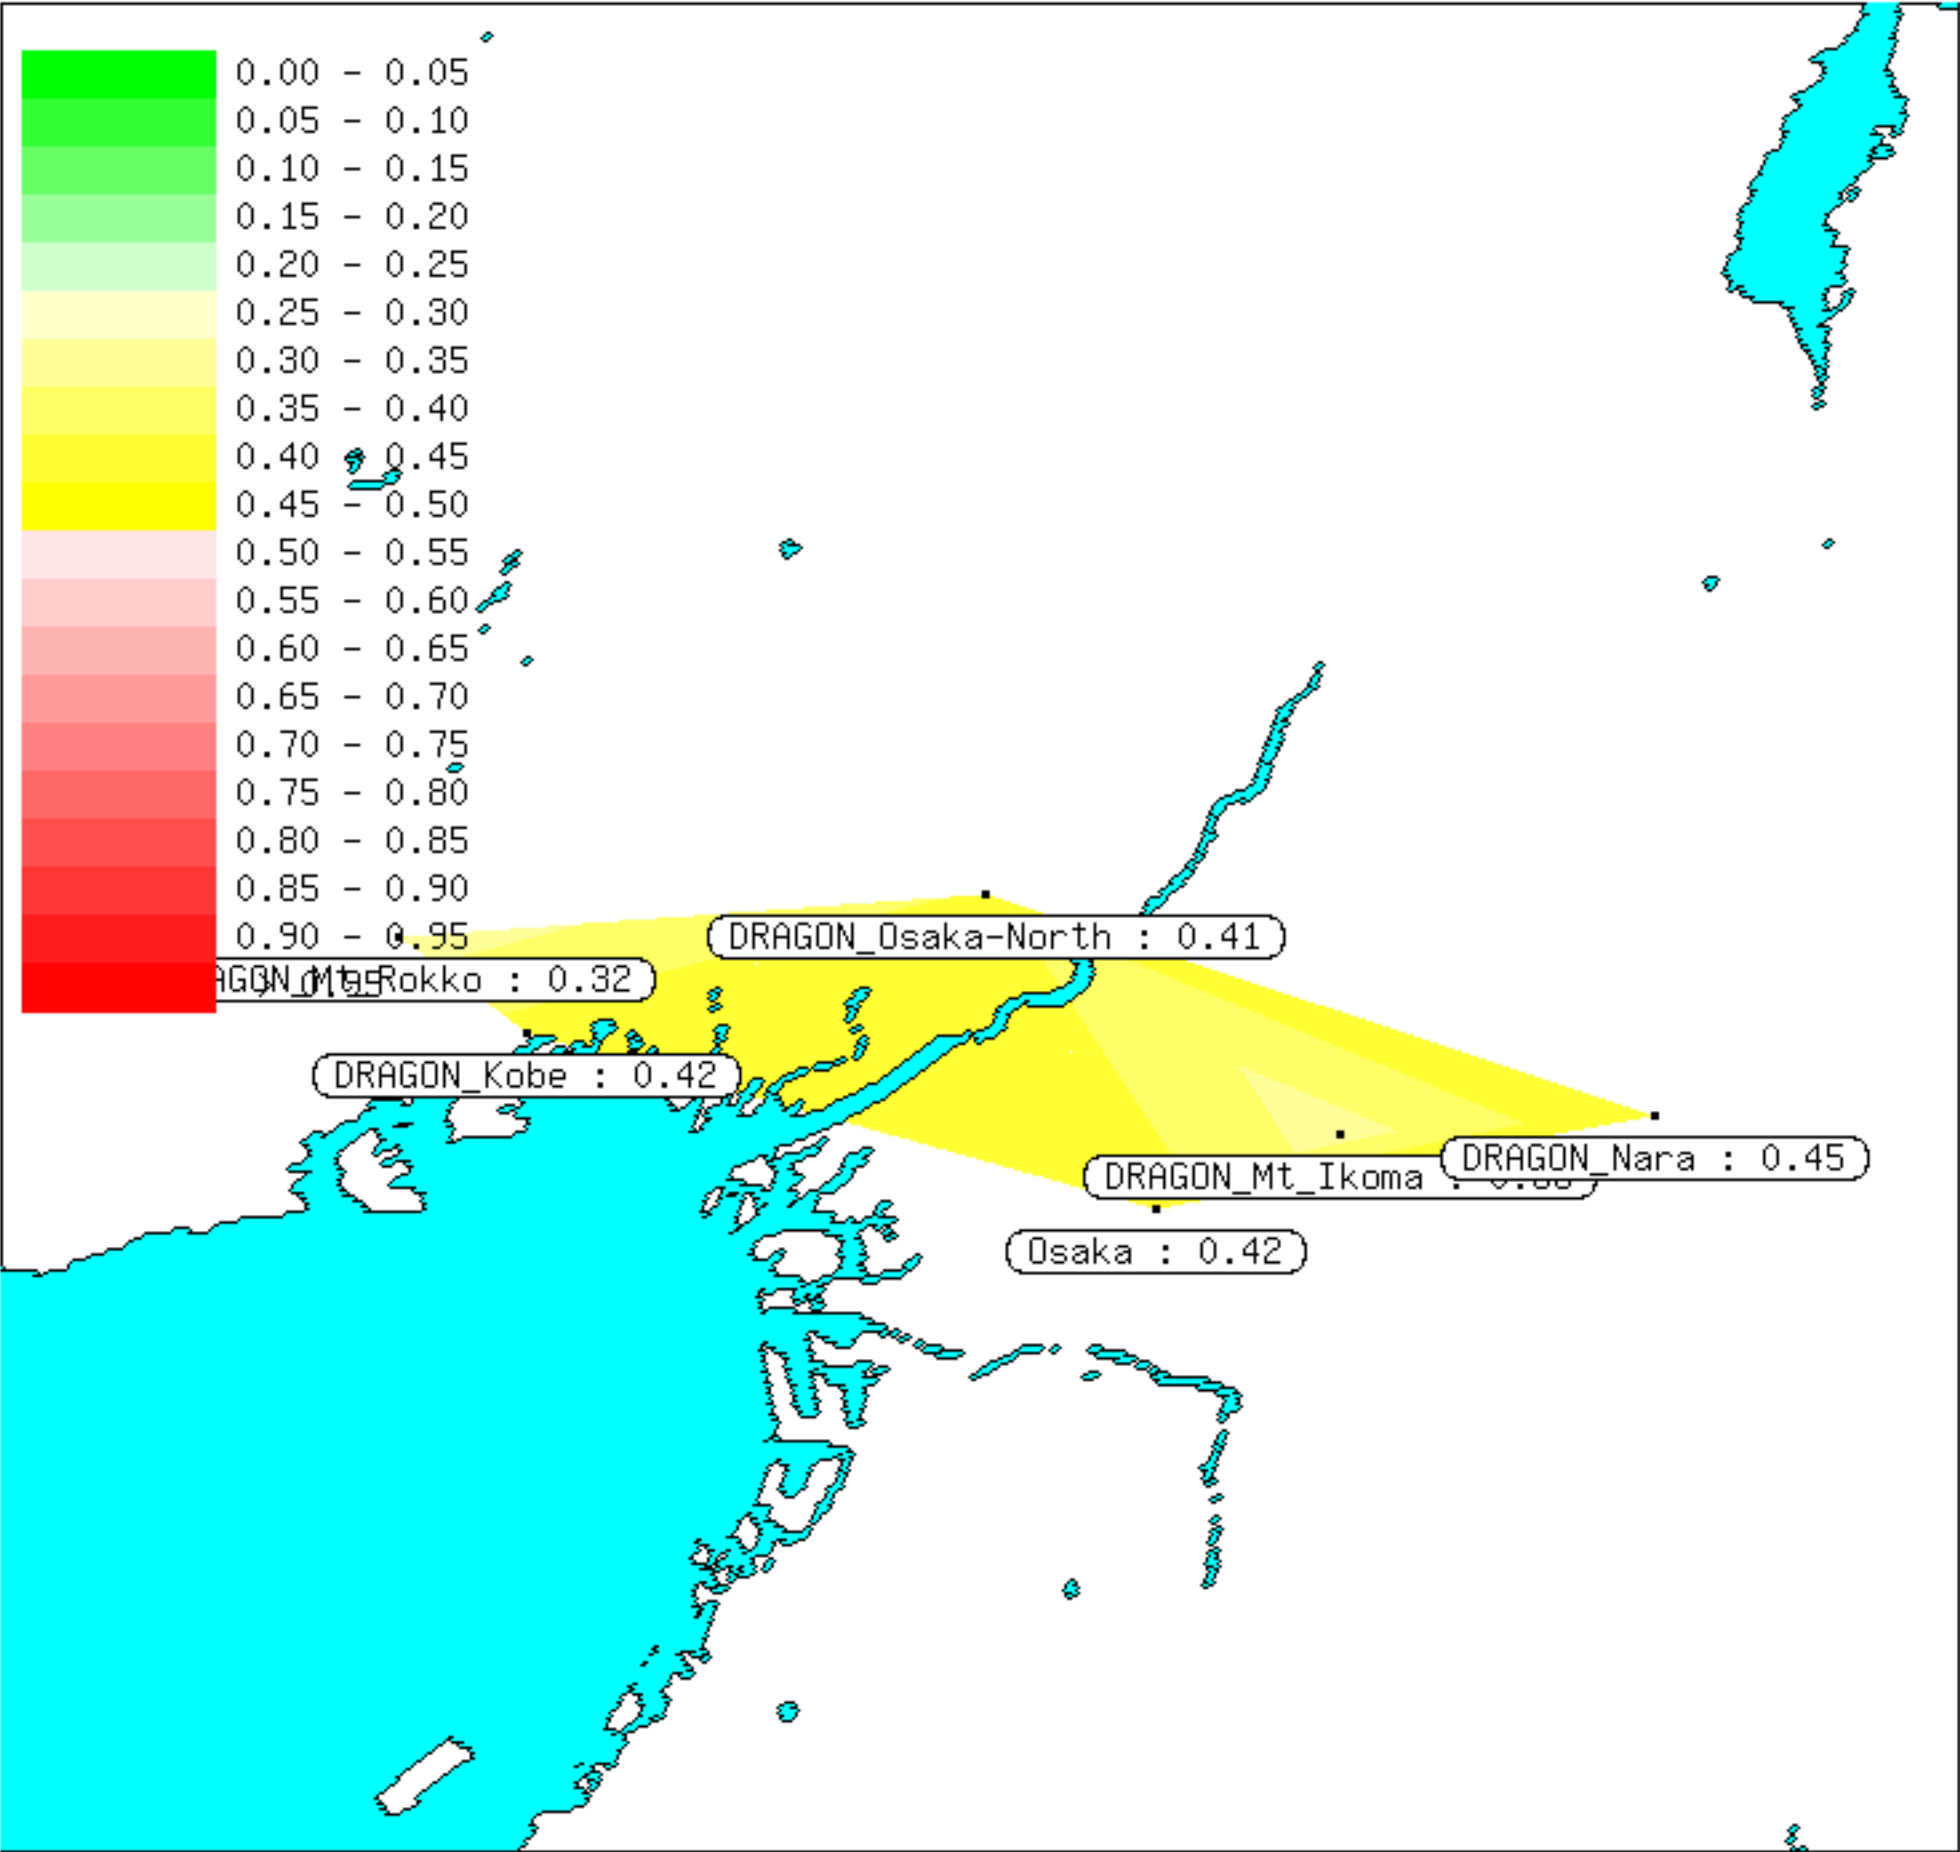 0.00 - 0.05
0.05 - 0.10
0.10 - 0.15
0.15 - 0.20
0.20 - 0.25
0.25 - 0.30
0.30 - 0.35
0.35 - 0.40
0.40 - 0.45
0.45 - 0.50
0.50 - 0.55
0.55 - 0.60
0.60 - 0.65
0.65 - 0.70
0.70 - 0.75
0.75 - 0.80
0.80 - 0.85
0.85 - 0.90
0.90 - 0.95
> 0.95
DRAGON_Osaka-North : 0.41
AGON_Mt_Rokko : 0.32
DRAGON_Kobe : 0.42
DRAGON_Nara : 0.45
DRAGON_Mt_Ikoma :
Osaka : 0.42